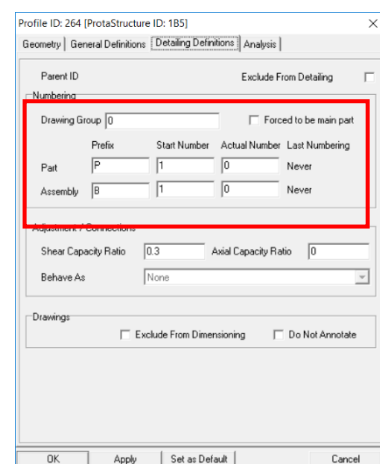 Profile ID: 264 [ProtaStructure ID: 1B5]
Geometry General Definitions Detailing Definitions Analysis
Parent ID Exclude From Detailing
Numbering
Drawing Group 0 Forced to be main part
Prefix Start Number Actual Number Last Numbering
Part P 1 0 Never
Assembly B 1 0 Never
Adjustment / Connections
Shear Capacity Ratio 0.3 Axial Capacity Ratio 0
Behave As None
Drawings
Exclude From Dimensioning Do Not Annotate
OK Apply Set as Default Cancel